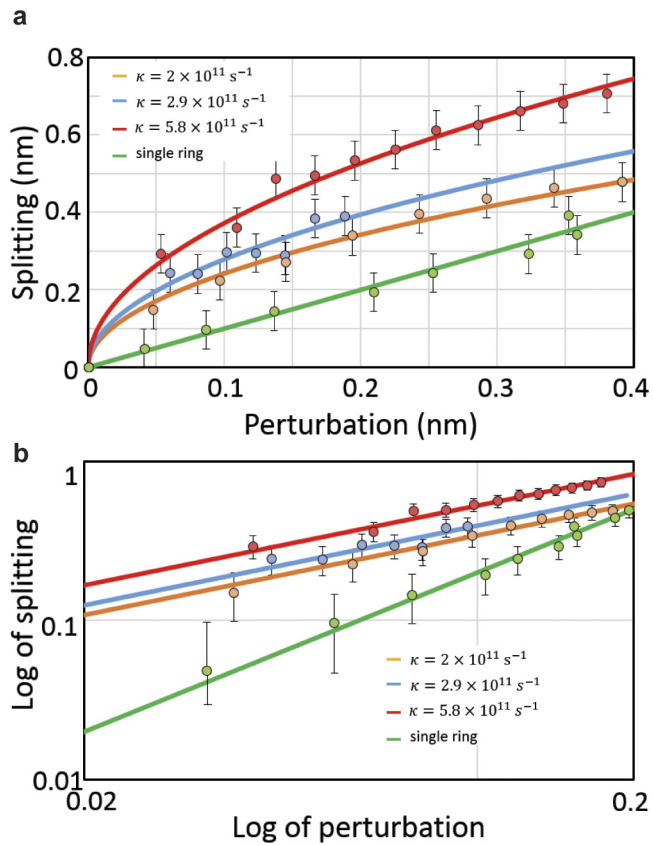 a
0.8
0.6
0.4
0.2
0
Splitting (nm)
κ = 2 × 10¹¹ s⁻¹
κ = 2.9 × 10¹¹ s⁻¹
κ = 5.8 × 10¹¹ s⁻¹
single ring
0 0.1 0.2 0.3 0.4
Perturbation (nm)
b
1
0.1
0.01
Log of splitting
κ = 2 × 10¹¹ s⁻¹
κ = 2.9 × 10¹¹ s⁻¹
κ = 5.8 × 10¹¹ s⁻¹
single ring
0.02 0.2
Log of perturbation